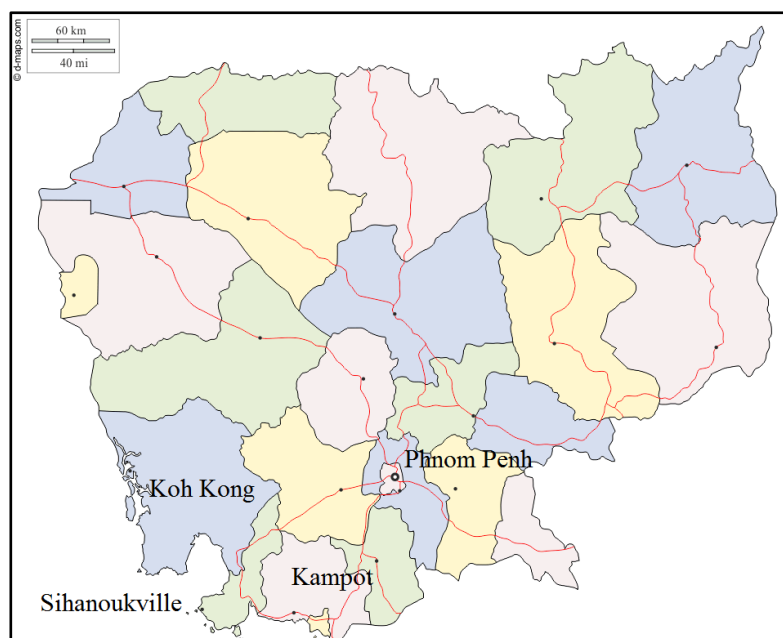 60 km
40 mi
© d-maps.com
Phnom Penh
Koh Kong
Kampot
Sihanoukville